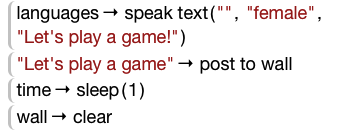 languages → speak text("", "female",
"Let's play a game!")
"Let's play a game" → post to wall
time → sleep(1)
wall → clear